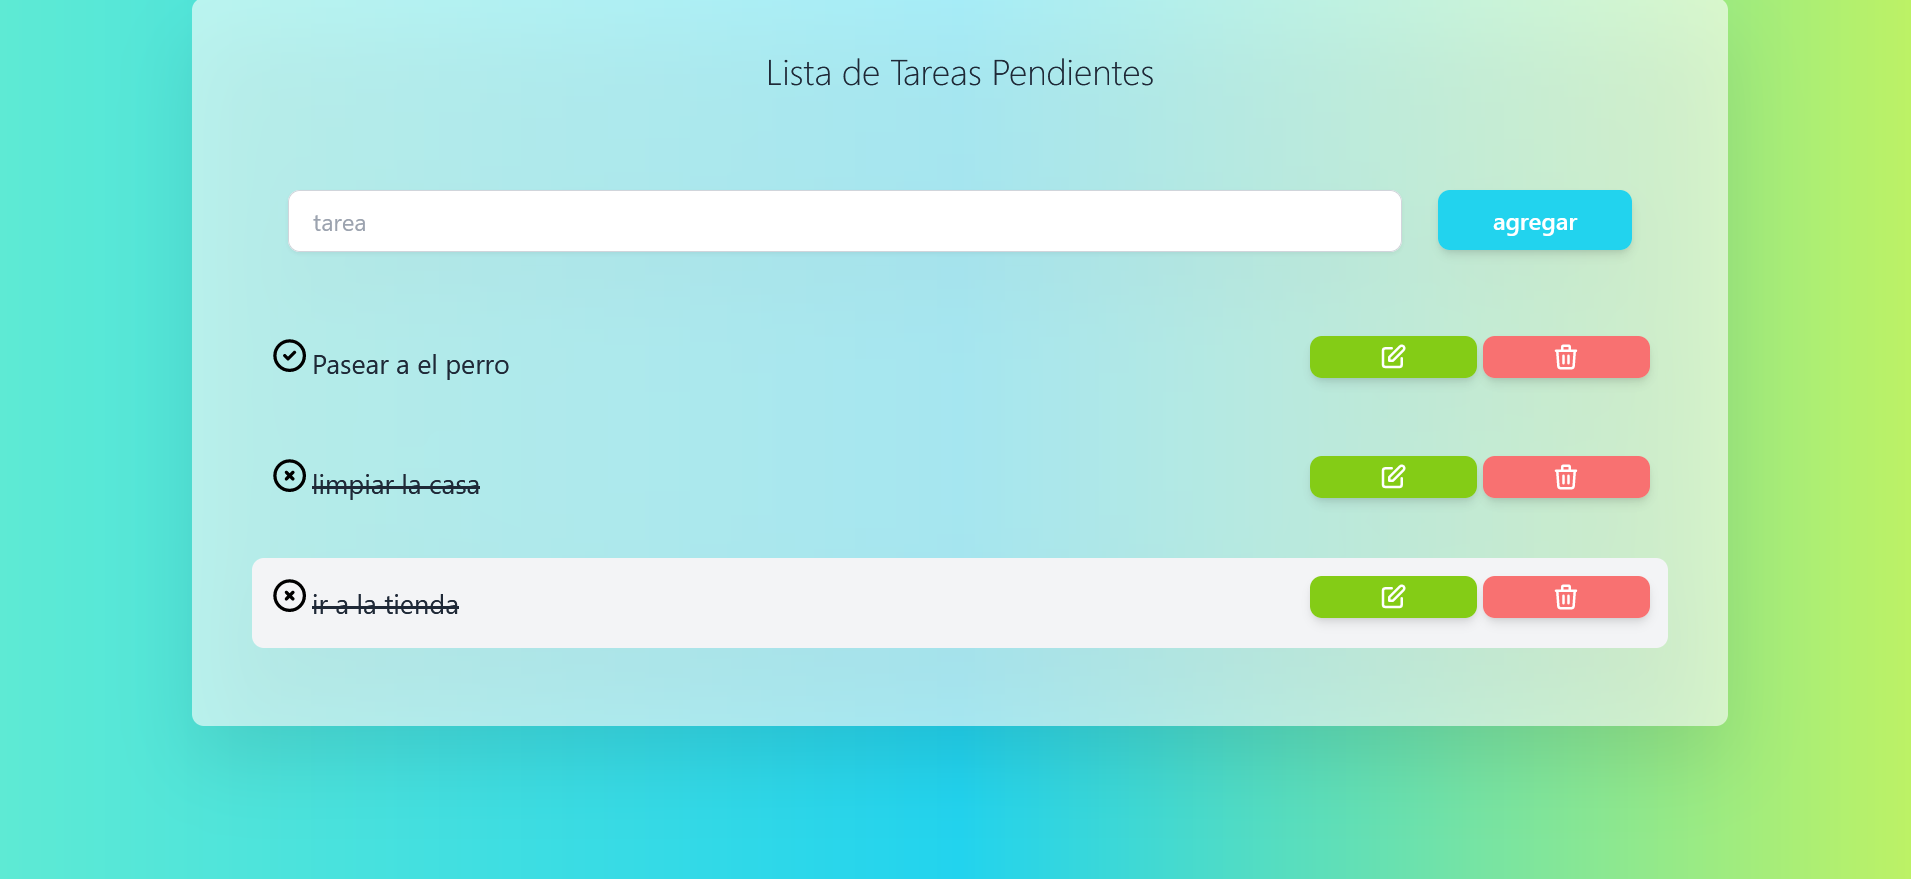 Lista de Tareas Pendientes
tarea
agregar
Pasear a el perro
limpiar la casa
ir a la tienda